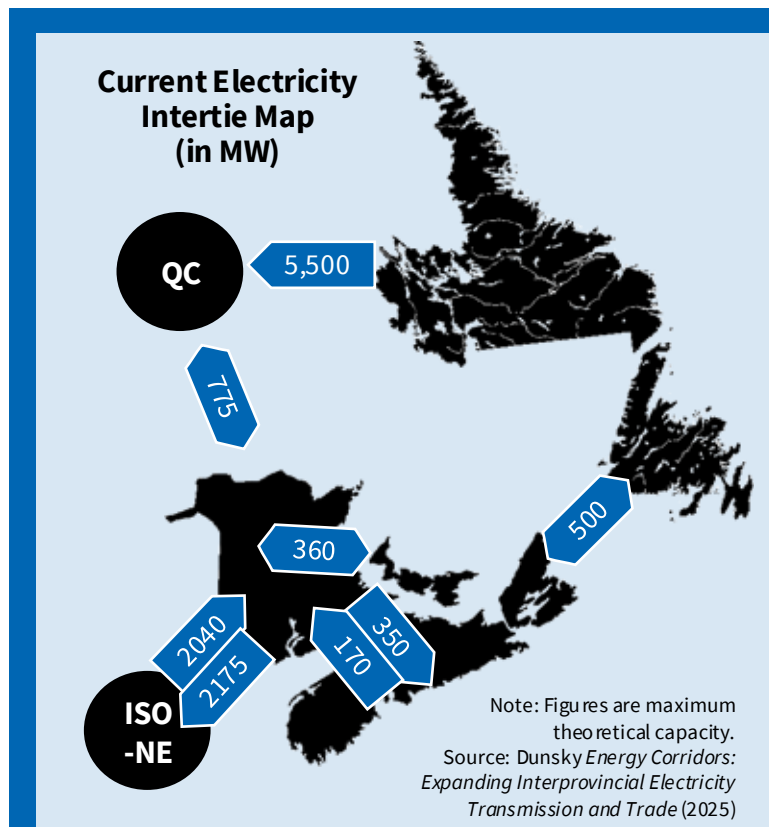 Current Electricity
Intertie Map
(in MW)
QC
5,500
775
500
360
350
170
2040
2175
ISO
-NE
Note: Figures are maximum
theoretical capacity.
Source: Dunsky Energy Corridors:
Expanding Interprovincial Electricity
Transmission and Trade (2025)